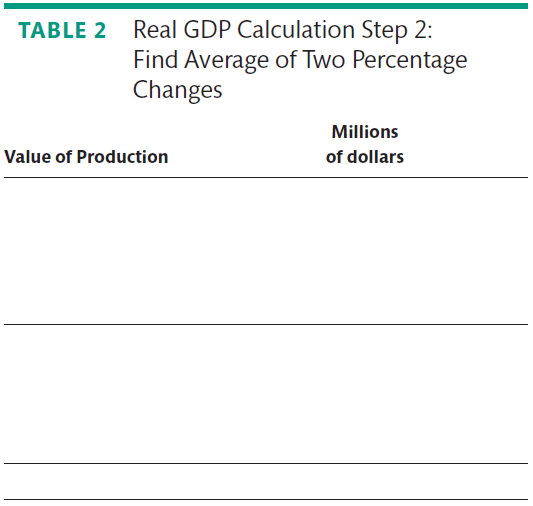 TABLE 2 Real GDP Calculation Step 2:
Find Average of Two Percentage
Changes
Millions
Value of Production of dollars